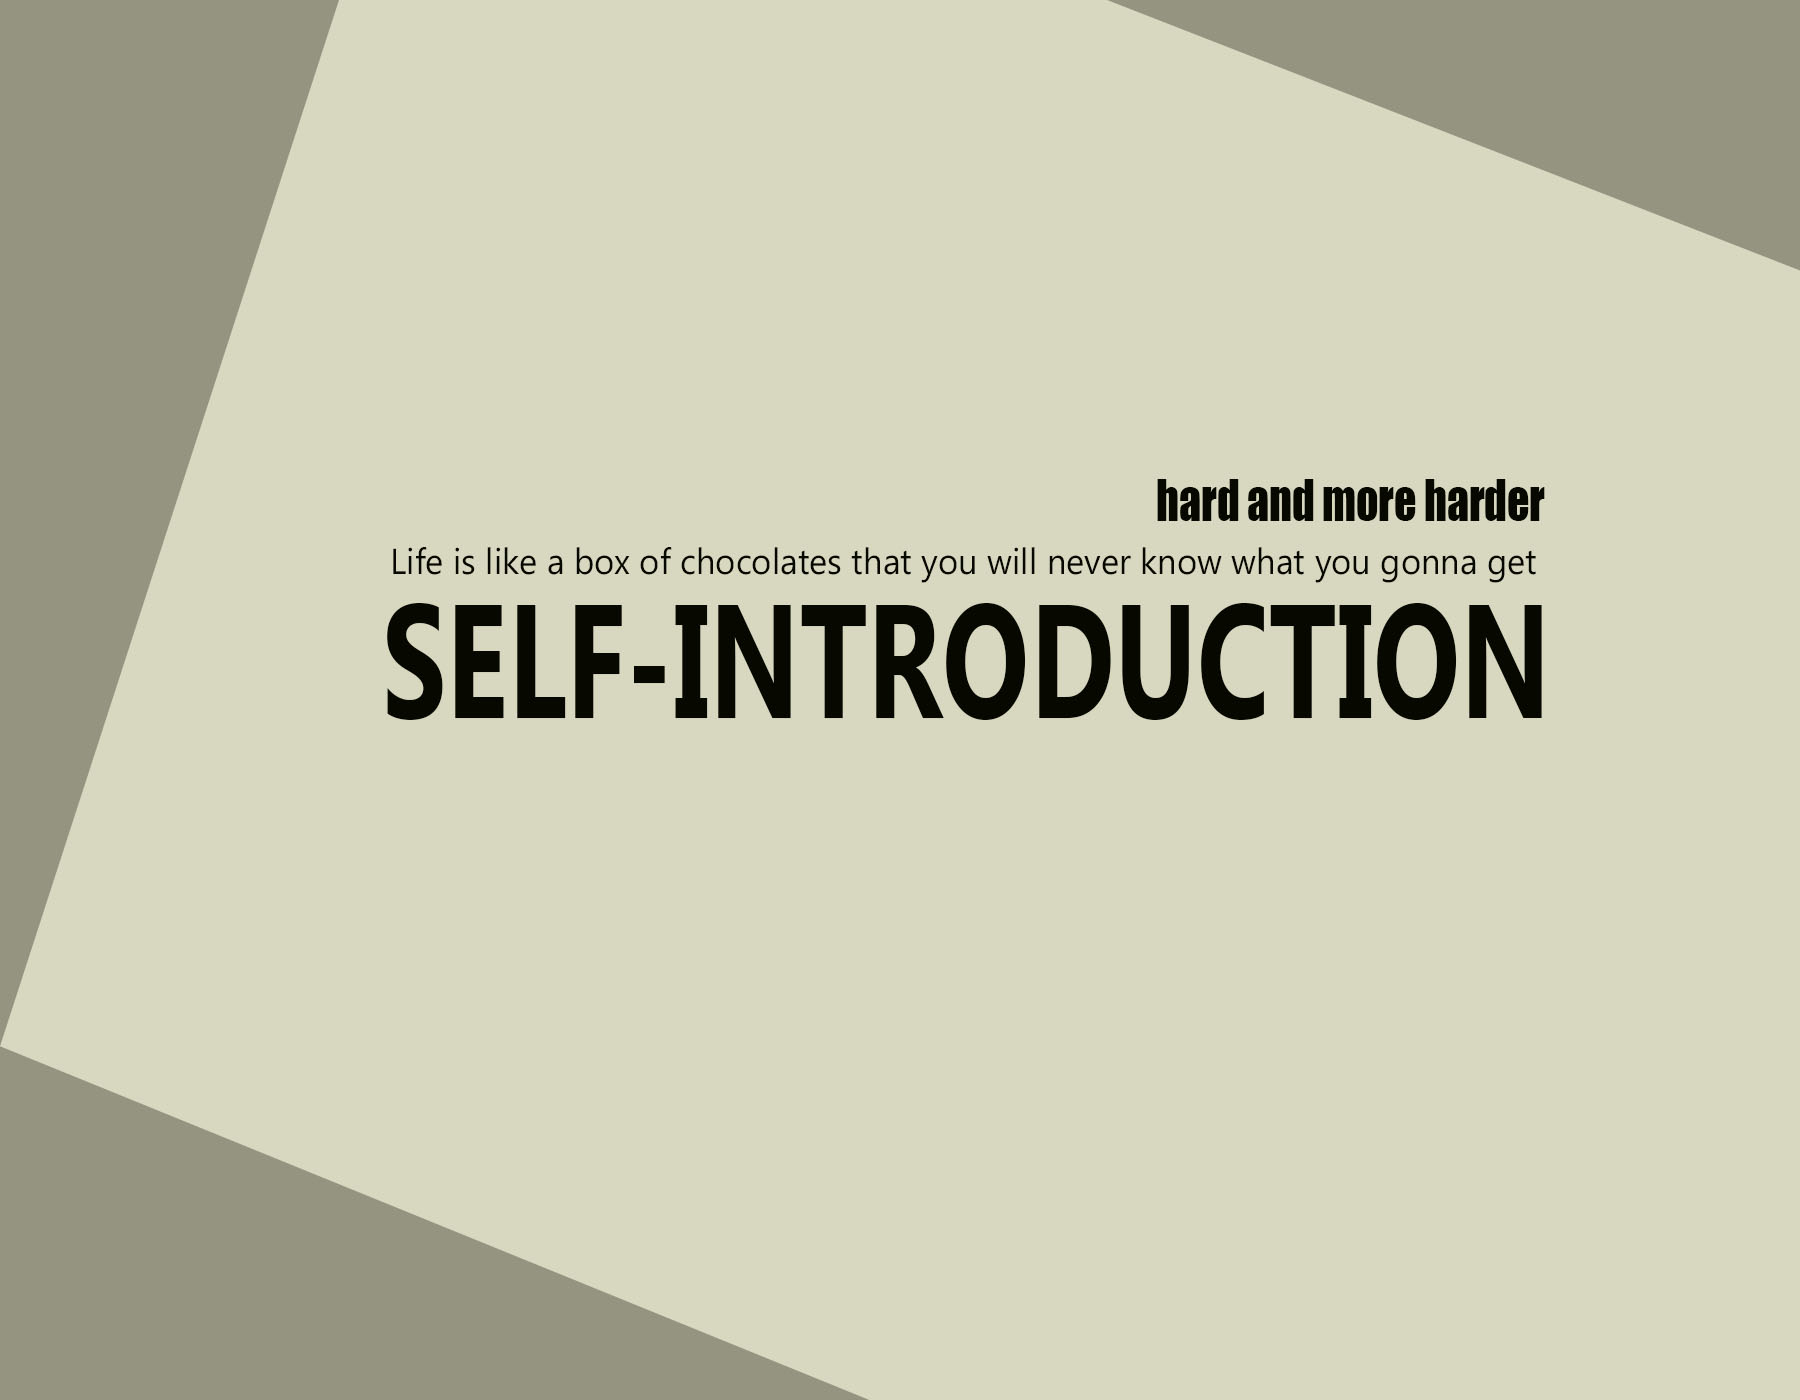 hard and more harder
Life is like a box of chocolates that you will never know what you gonna get
SELF-INTRODUCTION